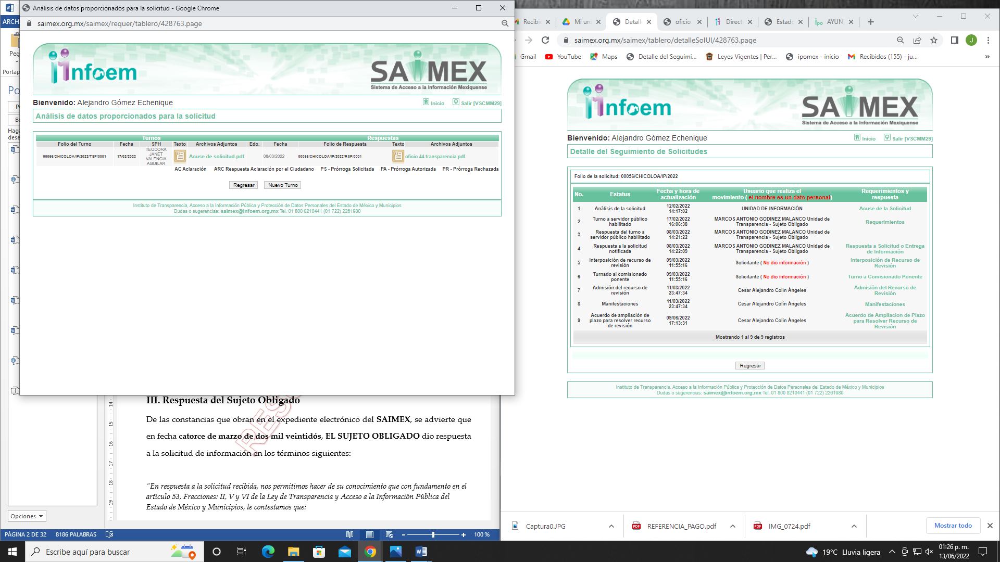 Análisis de datos proporcionados para la solicitud - Google Chrome
saimex.org.mx/saimex/requer/tablero/428763.page
infoem
SAIMEX
Sistema de Acceso a la Información Mexiquense
Bienvenido: Alejandro Gómez Echenique
Inicio Salir [VSCMM29]
Análisis de datos proporcionados para la solicitud
Turnos Respuestas
Folio del Turno Fecha SPH Texto Archivos Adjuntos Edo. Fecha Folio de Respuesta Texto Archivos Adjuntos
00056/CHICOLOA/IP/2022/TSP/0001 17/02/2022 TEODORA JANET VALENCIA AGUILAR Acuse de solicitud.pdf 08/03/2022 00056/CHICOLOA/IP/2022/RSP/0001 oficio 44 transparencia.pdf
AC Aclaración ARC Respuesta Aclaración por el Ciudadano PS - Prórroga Solicitada PA - Prórroga Autorizada PR - Prórroga Rechazada
Regresar Nuevo Turno
Instituto de Transparencia, Acceso a la Información Pública y Protección de Datos Personales del Estado de México y Municipios
Dudas o sugerencias: saimex@infoem.org.mx Tel. 01 800 8210441 (01 722) 2261980
ARCH
Peg
Portap
Po
Haga
dese
Opciones
III. Respuesta del Sujeto Obligado
De las constancias que obran en el expediente electrónico del SAIMEX, se advierte que
en fecha catorce de marzo de dos mil veintidós, EL SUJETO OBLIGADO dio respuesta
a la solicitud de información en los términos siguientes:
“En respuesta a la solicitud recibida, nos permitimos hacer de su conocimiento que con fundamento en el
artículo 53, Fracciones: II, V y VI de la Ley de Transparencia y Acceso a la Información Pública del
Estado de México y Municipios, le contestamos que:
RESO
14
15
16
17
18
19
PÁGINA 2 DE 32 8186 PALABRAS 100 %
Recibi Mi uni Detall oficio Direct Estado AYUN
saimex.org.mx/saimex/tablero/detalleSolUI/428763.page
J
Gmail YouTube Maps Detalle del Seguimi... Leyes Vigentes | Per... ipomex - inicio Recibidos (155) - ju... »
infoem
SAIMEX
Sistema de Acceso a la Información Mexiquense
Bienvenido: Alejandro Gómez Echenique
Inicio Salir [VSCMM29]
Detalle del Seguimiento de Solicitudes
Folio de la solicitud: 00056/CHICOLOA/IP/2022
No. Estatus Fecha y hora de actualización Usuario que realiza el movimiento ( el nombre es un dato personal) Requerimientos y respuesta
1 Análisis de la solicitud 12/02/2022 14:17:02 UNIDAD DE INFORMACIÓN Acuse de la Solicitud
2 Turno a servidor público habilitado 17/02/2022 16:06:38 MARCOS ANTONIO GODINEZ MALANCO Unidad de Transparencia - Sujeto Obligado Requerimientos
3 Respuesta del turno a servidor público habilitado 08/03/2022 14:21:22 MARCOS ANTONIO GODINEZ MALANCO Unidad de Transparencia - Sujeto Obligado
4 Respuesta a la solicitud notificada 08/03/2022 14:22:09 MARCOS ANTONIO GODINEZ MALANCO Unidad de Transparencia - Sujeto Obligado Respuesta a Solicitud o Entrega de Información
5 Interposición de recurso de revisión 09/03/2022 11:55:16 Solicitante ( No dio información ) Interposición de Recurso de Revisión
6 Turnado al comisionado ponente 09/03/2022 11:55:16 Solicitante ( No dio información ) Turno a Comisionado Ponente
7 Admisión del recurso de revisión 11/03/2022 23:47:34 Cesar Alejandro Colín Ángeles Admisión del Recurso de Revisión
8 Manifestaciones 11/03/2022 23:47:34 Cesar Alejandro Colín Ángeles Manifestaciones
9 Acuerdo de ampliación de plazo para resolver recurso de revisión 09/06/2022 17:13:31 Cesar Alejandro Colín Ángeles Acuerdo de Ampliacion de Plazo para Resolver Recurso de Revisión
Mostrando 1 al 9 de 9 registros
Regresar
Instituto de Transparencia, Acceso a la Información Pública y Protección de Datos Personales del Estado de México y Municipios
Dudas o sugerencias: saimex@infoem.org.mx Tel. 01 800 8210441 (01 722) 2261980
Captura0.JPG REFERENCIA_PAGO.pdf IMG_0724.pdf Mostrar todo
Escribe aquí para buscar
19°C Lluvia ligera
01:26 p. m.
13/06/2022